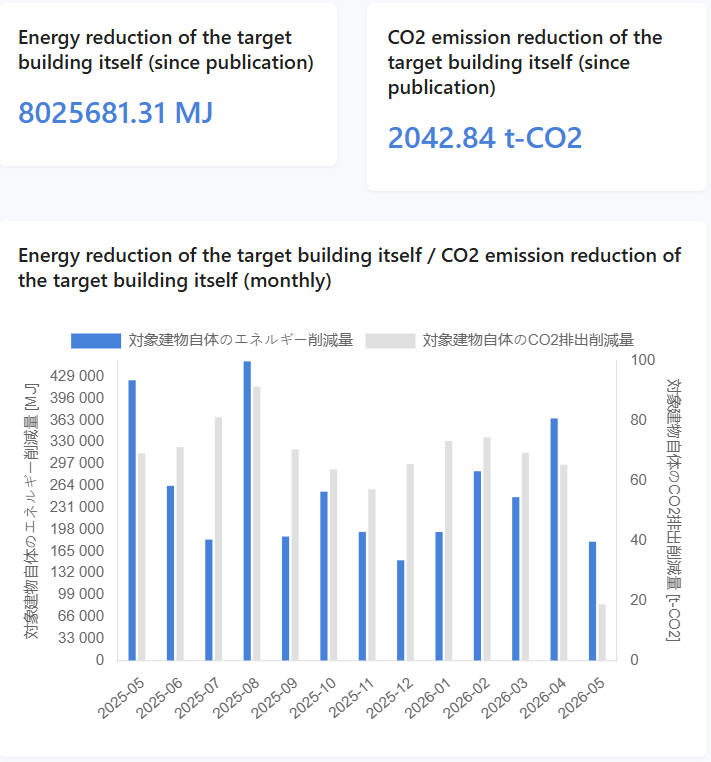 Energy reduction of the target
building itself (since publication)
8025681.31 MJ
CO2 emission reduction of the
target building itself (since
publication)
2042.84 t-CO2
Energy reduction of the target building itself / CO2 emission reduction of
the target building itself (monthly)
対象建物自体のエネルギー削減量
対象建物自体のCO2排出削減量
対象建物自体のエネルギー削減量 [MJ]
429 000
396 000
363 000
330 000
297 000
264 000
231 000
198 000
165 000
132 000
99 000
66 000
33 000
0
100
80
60
40
20
0
対象建物自体のCO2排出削減量 [t-CO2]
2025-05
2025-06
2025-07
2025-08
2025-09
2025-10
2025-11
2025-12
2026-01
2026-02
2026-03
2026-04
2026-05